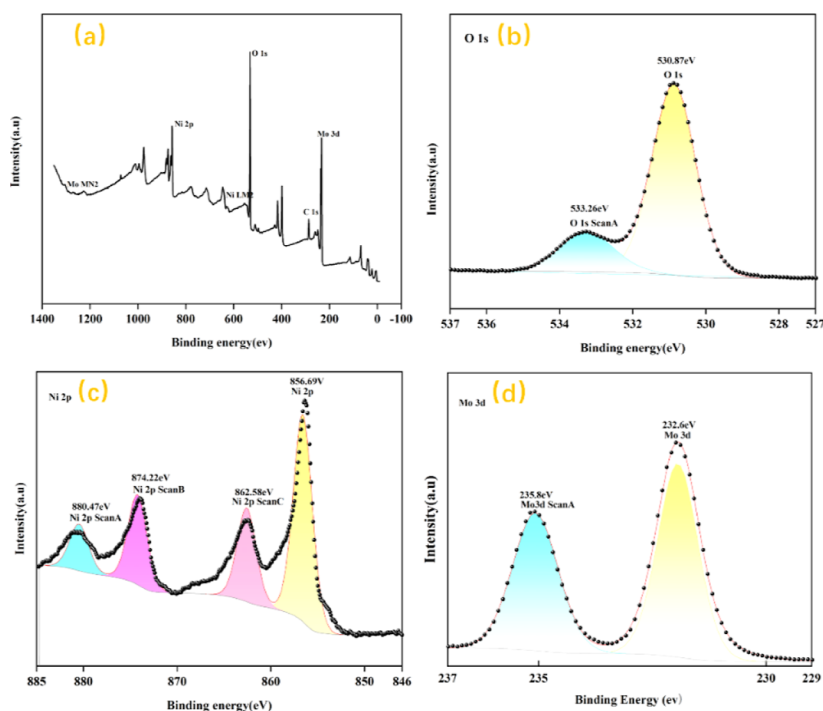 (a)
O 1s
Ni 2p
Mo 3d
Mo MN2
Ni LM2
C 1s
Intensity(a.u)
1400 1200 1000 800 600 400 200 0 -100
Binding energy(ev)
(b)
O 1s
530.87eV
O 1s
533.26eV
O 1s ScanA
Intensity(a.u)
537 536 534 533 531 530 528 527
Binding energy(eV)
(c)
Ni 2p
856.69V
Ni 2p
874.22eV
Ni 2p ScanB
862.58eV
Ni 2p ScanC
880.47eV
Ni 2p ScanA
Intensity(a.u)
885 880 870 860 850 846
Binding energy(eV)
(d)
Mo 3d
232.6eV
Mo 3d
235.8eV
Mo3d ScanA
Intensity(a.u)
237 235 230 229
Binding Energy (ev)